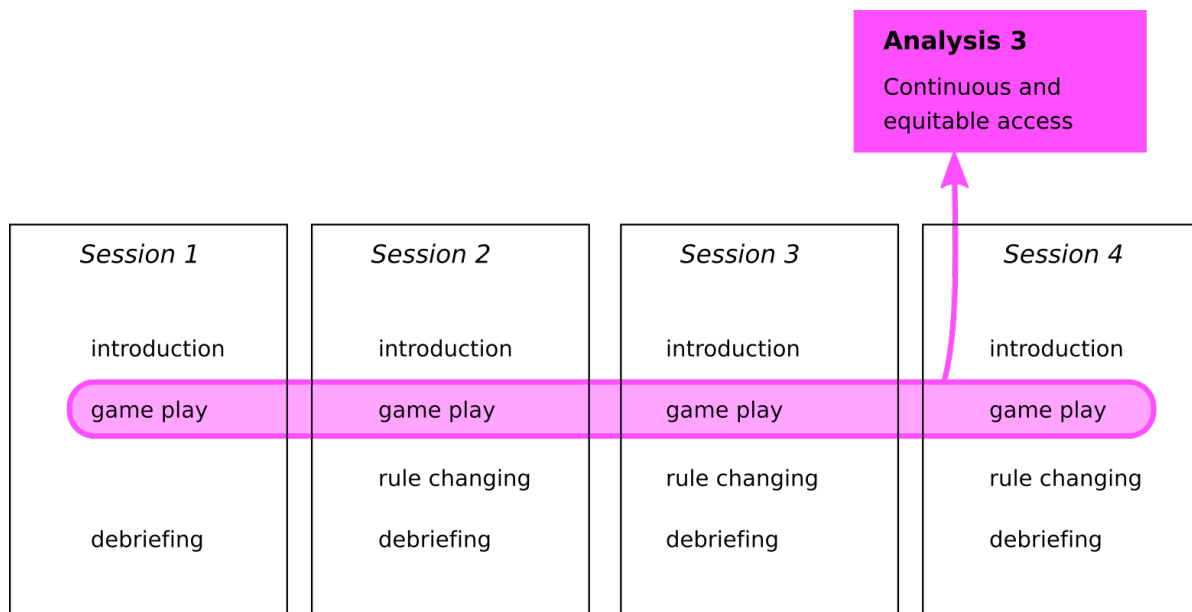 Analysis 3
Continuous and
equitable access
Session 1
introduction
game play
debriefing
Session 2
introduction
game play
rule changing
debriefing
Session 3
introduction
game play
rule changing
debriefing
Session 4
introduction
game play
rule changing
debriefing